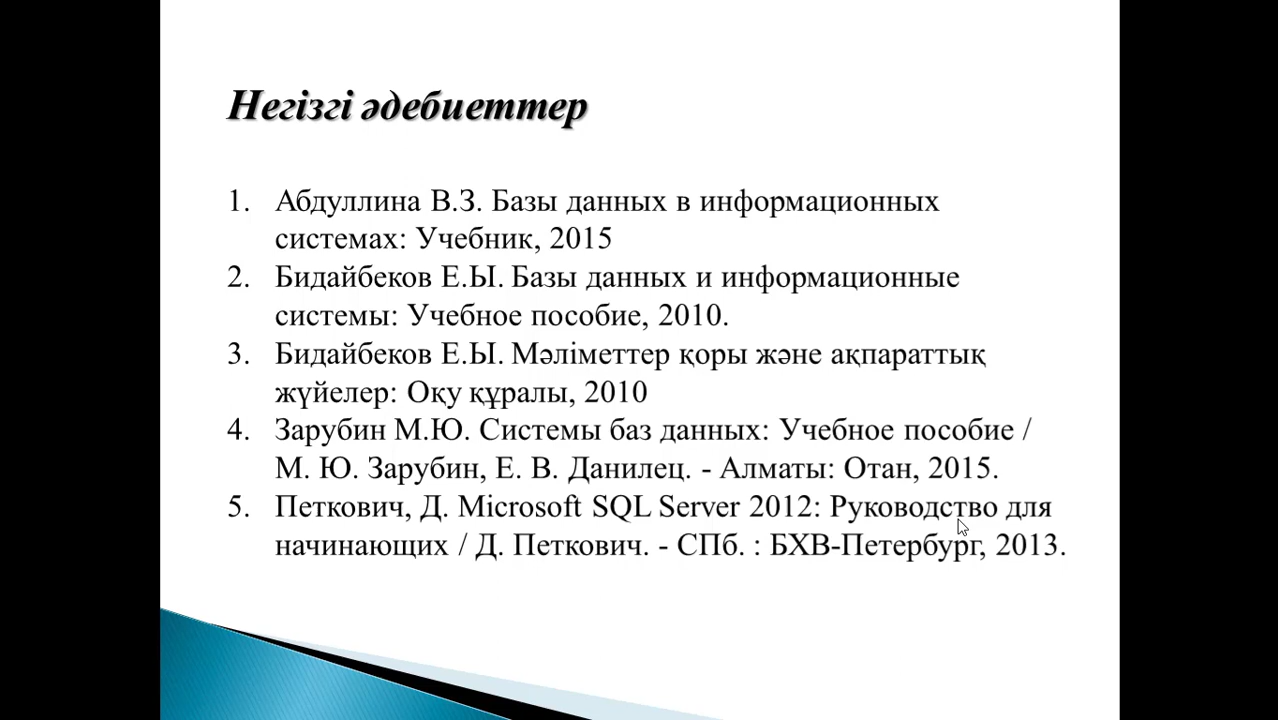 Негізгі әдебиеттер
1. Абдуллина В.З. Базы данных в информационных
системах: Учебник, 2015
2. Бидайбеков Е.Ы. Базы данных и информационные
системы: Учебное пособие, 2010.
3. Бидайбеков Е.Ы. Мәліметтер қоры және ақпараттық
жүйелер: Оқу құралы, 2010
4. Зарубин М.Ю. Системы баз данных: Учебное пособие /
М. Ю. Зарубин, Е. В. Данилец. - Алматы: Отан, 2015.
5. Петкович, Д. Microsoft SQL Server 2012: Руководство для
начинающих / Д. Петкович. - СПб. : БХВ-Петербург, 2013.